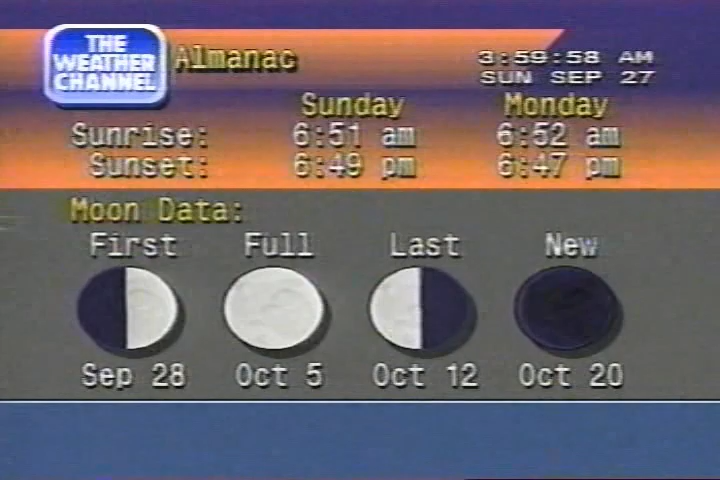 THE
WEATHER
CHANNEL
Almanac
3:59:58 AM
SUN SEP 27
Sunday Monday
Sunrise: 6:51 am 6:52 am
Sunset: 6:49 pm 6:47 pm
Moon Data:
First Full Last New
Sep 28 Oct 5 Oct 12 Oct 20